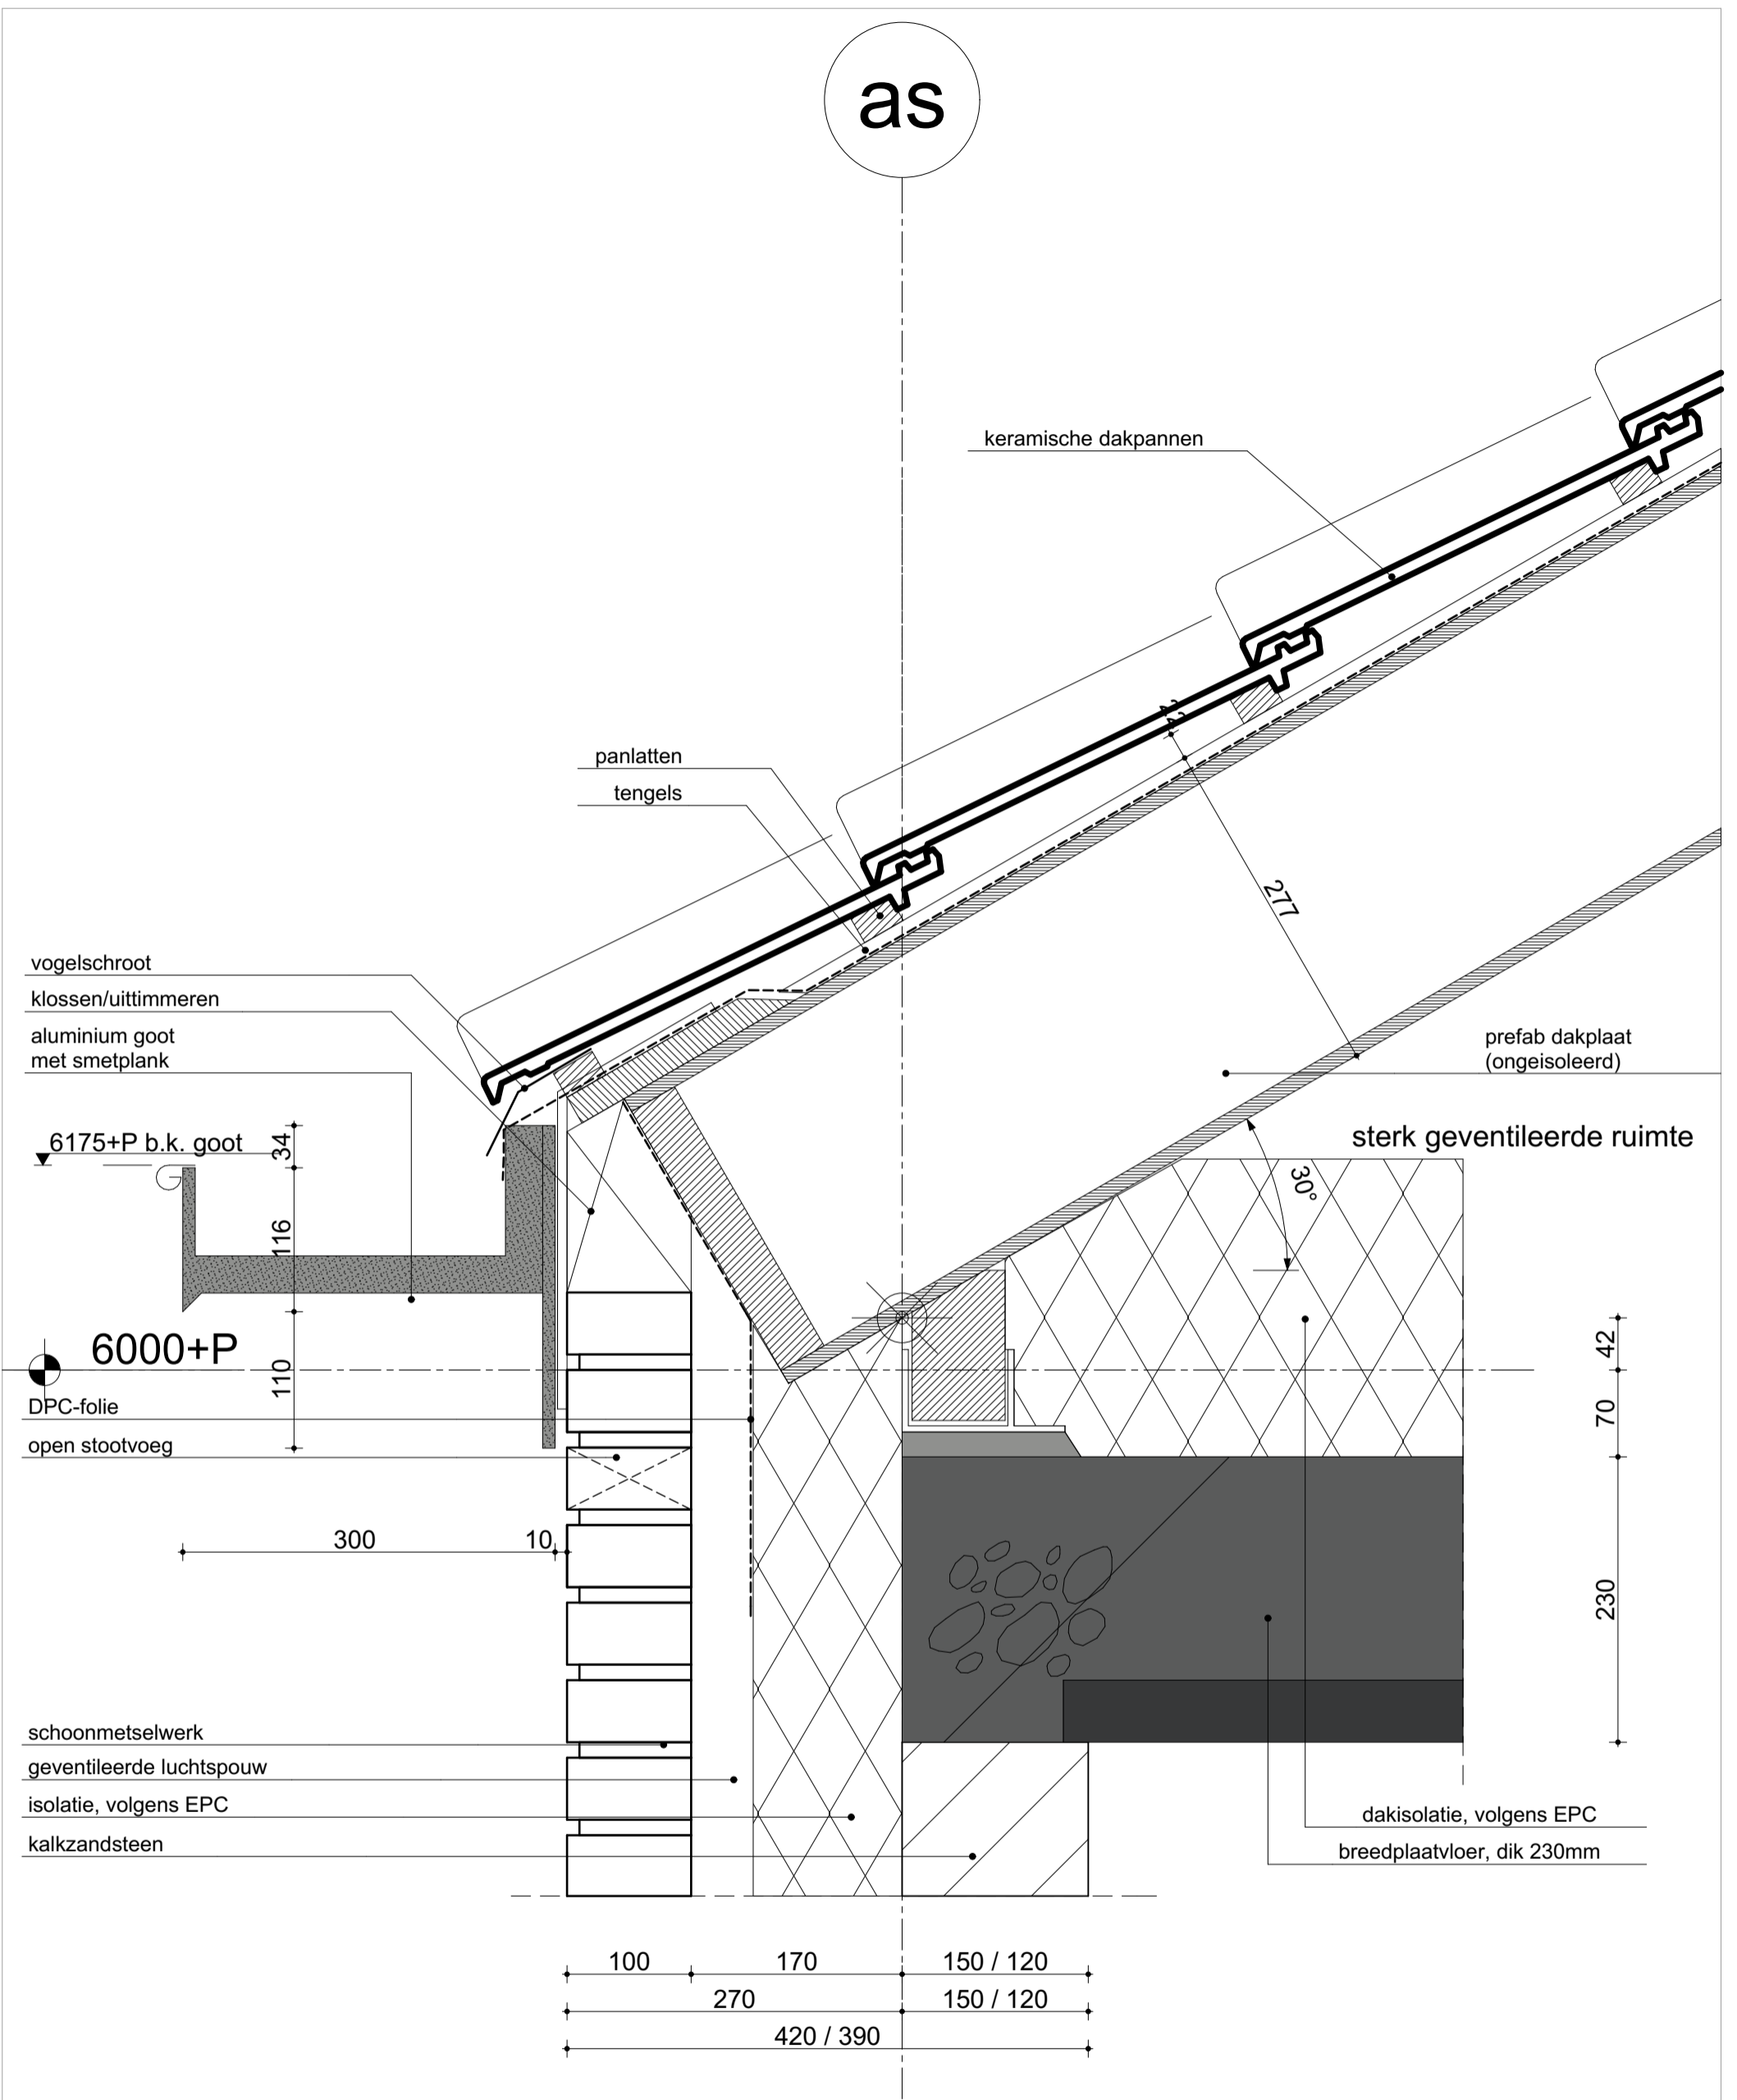 as
keramische dakpannen
22
panlatten
tengels
277
vogelschroot
klossen/uittimmeren
aluminium goot
met smetplank
prefab dakplaat
(ongeisoleerd)
sterk geventileerde ruimte
6175+P b.k. goot
34
30°
116
6000+P
110
42
70
DPC-folie
open stootvoeg
300
10
230
schoonmetselwerk
geventileerde luchtspouw
isolatie, volgens EPC
kalkzandsteen
dakisolatie, volgens EPC
breedplaatvloer, dik 230mm
100
170
150 / 120
270
150 / 120
420 / 390